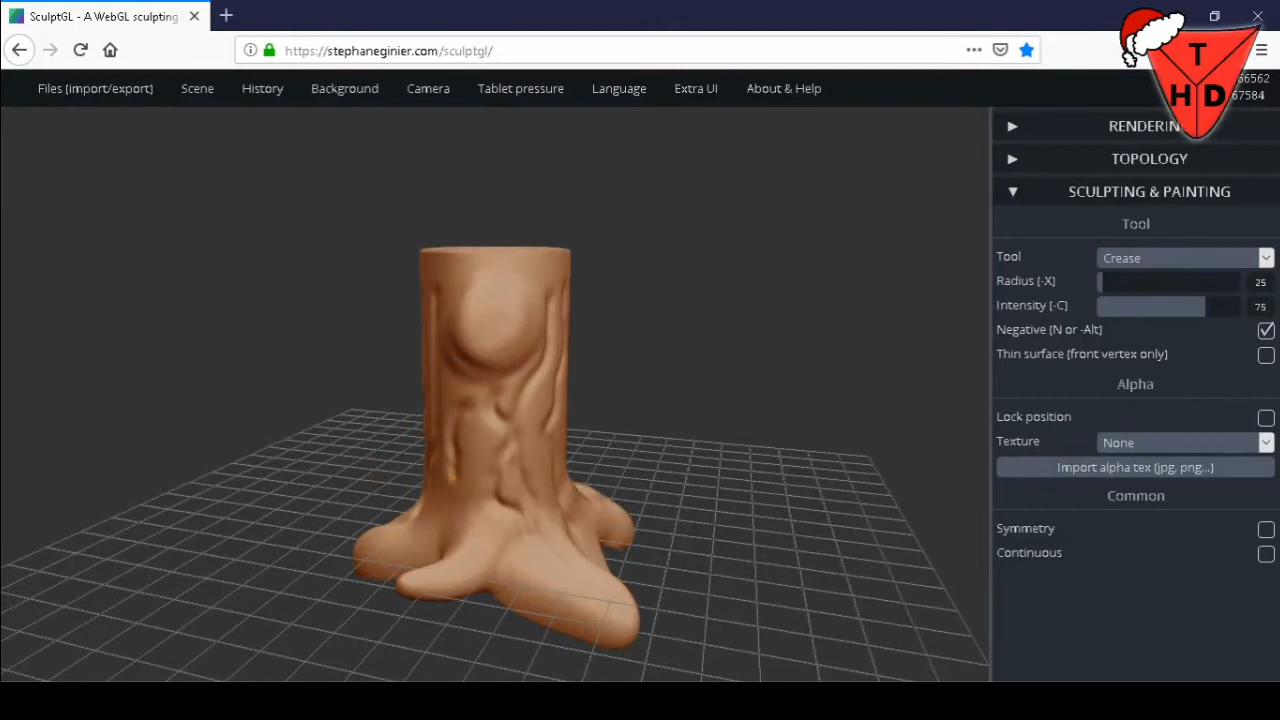 SculptGL - A WebGL sculpting
https://stephaneginier.com/sculptgl/
T
H D
Files (import/export) Scene History Background Camera Tablet pressure Language Extra UI About & Help
TOPOLOGY
SCULPTING & PAINTING
Tool
Tool Crease
Radius (-X) 25
Intensity (-C) 75
Negative (N or -Alt)
Thin surface (front vertex only)
Alpha
Lock position
Texture None
Import alpha tex (jpg, png...)
Common
Symmetry
Continuous